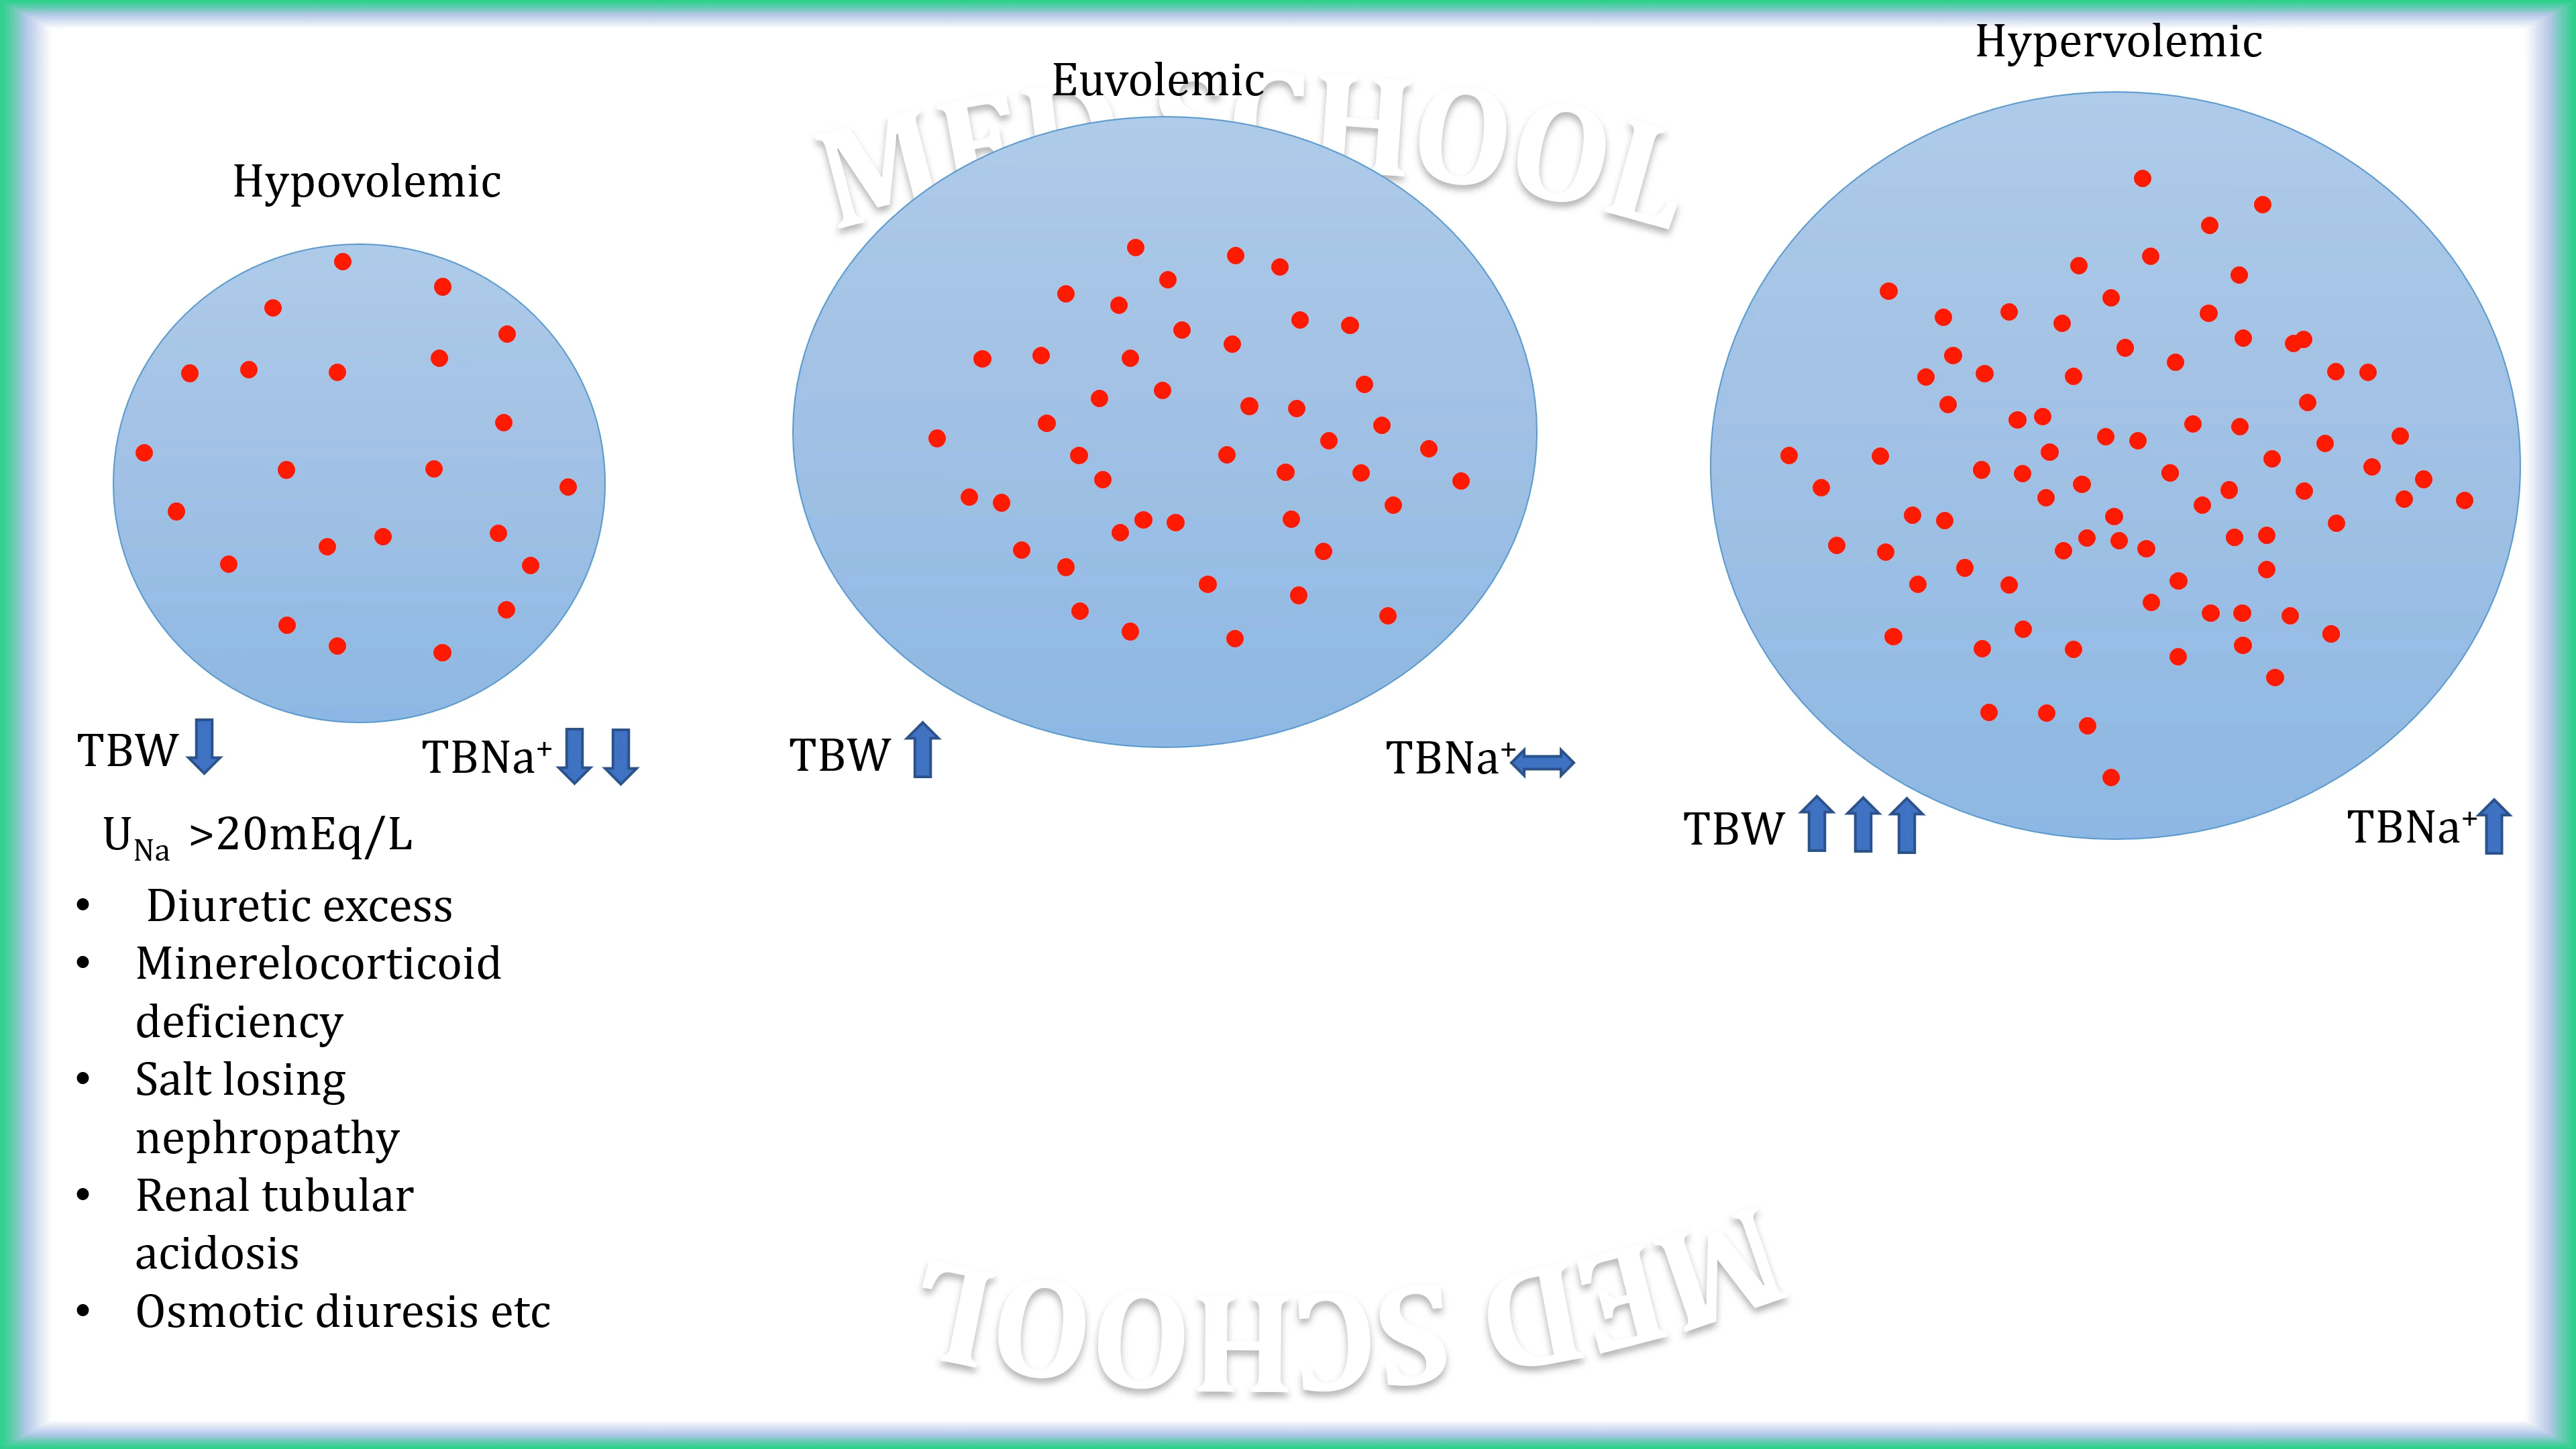 Hypovolemic
Euvolemic
Hypervolemic
MED SCHOOL
TBW
TBNa⁺
TBW
TBNa⁺
TBW
TBNa⁺
U_Na >20mEq/L
• Diuretic excess
• Minerelocorticoid
deficiency
• Salt losing
nephropathy
• Renal tubular
acidosis
• Osmotic diuresis etc
MED SCHOOL